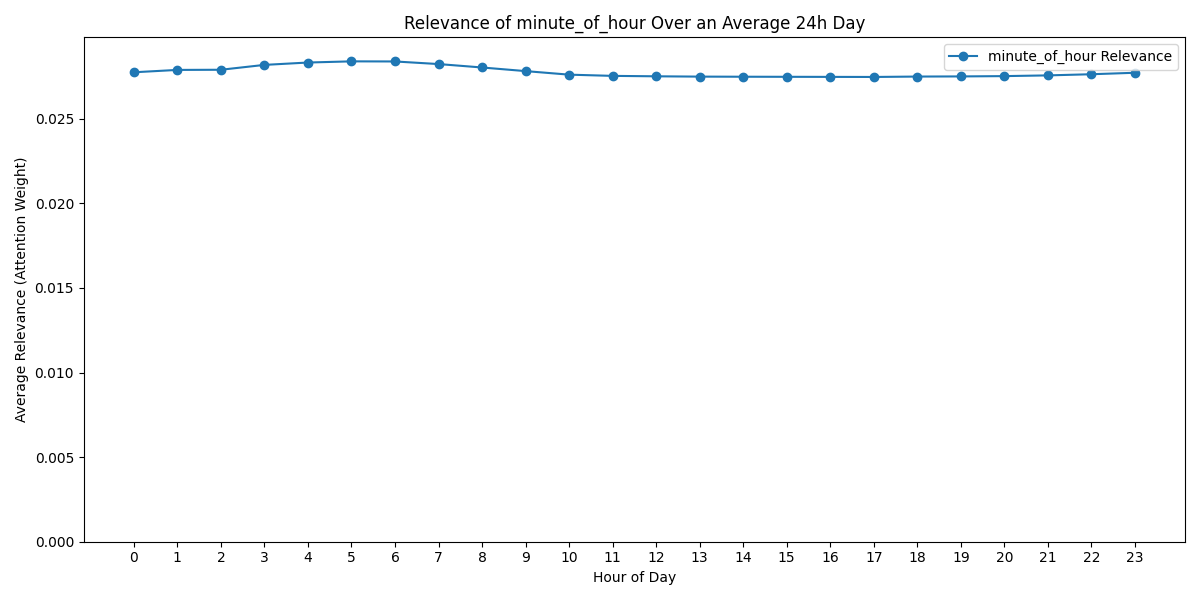 Relevance of minute_of_hour Over an Average 24h Day
minute_of_hour Relevance
Average Relevance (Attention Weight)
0.025
0.020
0.015
0.010
0.005
0.000
0 1 2 3 4 5 6 7 8 9 10 11 12 13 14 15 16 17 18 19 20 21 22 23
Hour of Day